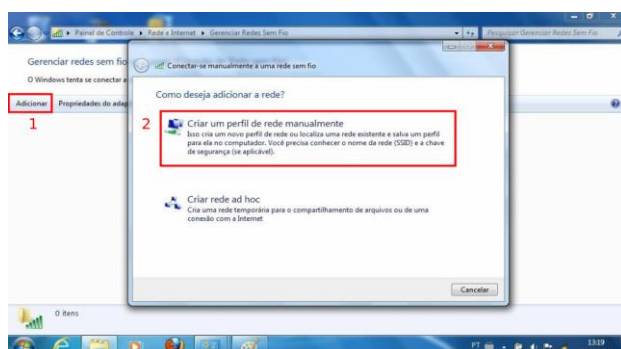 Painel de Controle ▸ Rede e Internet ▸ Gerenciar Redes Sem Fio
Pesquisar Gerenciar Redes Sem Fio
Gerenciar redes sem fio
O Windows tenta se conectar a
Adicionar Propriedades do adap
1
Conectar-se manualmente a uma rede sem fio
Como deseja adicionar a rede?
2
Criar um perfil de rede manualmente
Isso cria um novo perfil de rede ou localiza uma rede existente e salva um perfil
para ela no computador. Você precisa conhecer o nome da rede (SSID) e a chave
de segurança (se aplicável).
Criar rede ad hoc
Cria uma rede temporária para o compartilhamento de arquivos ou de uma
conexão com a Internet
Cancelar
0 itens
PT
13:19